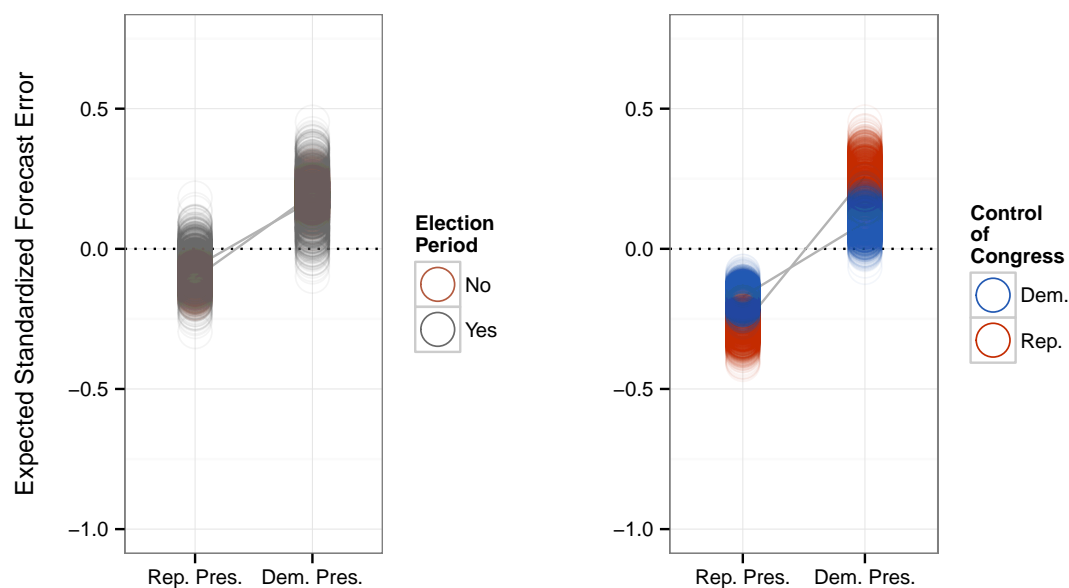 Expected Standardized Forecast Error
0.5
0.0
−0.5
−1.0
Rep. Pres.
Dem. Pres.
Election
Period
No
Yes
0.5
0.0
−0.5
−1.0
Rep. Pres.
Dem. Pres.
Control
of
Congress
Dem.
Rep.